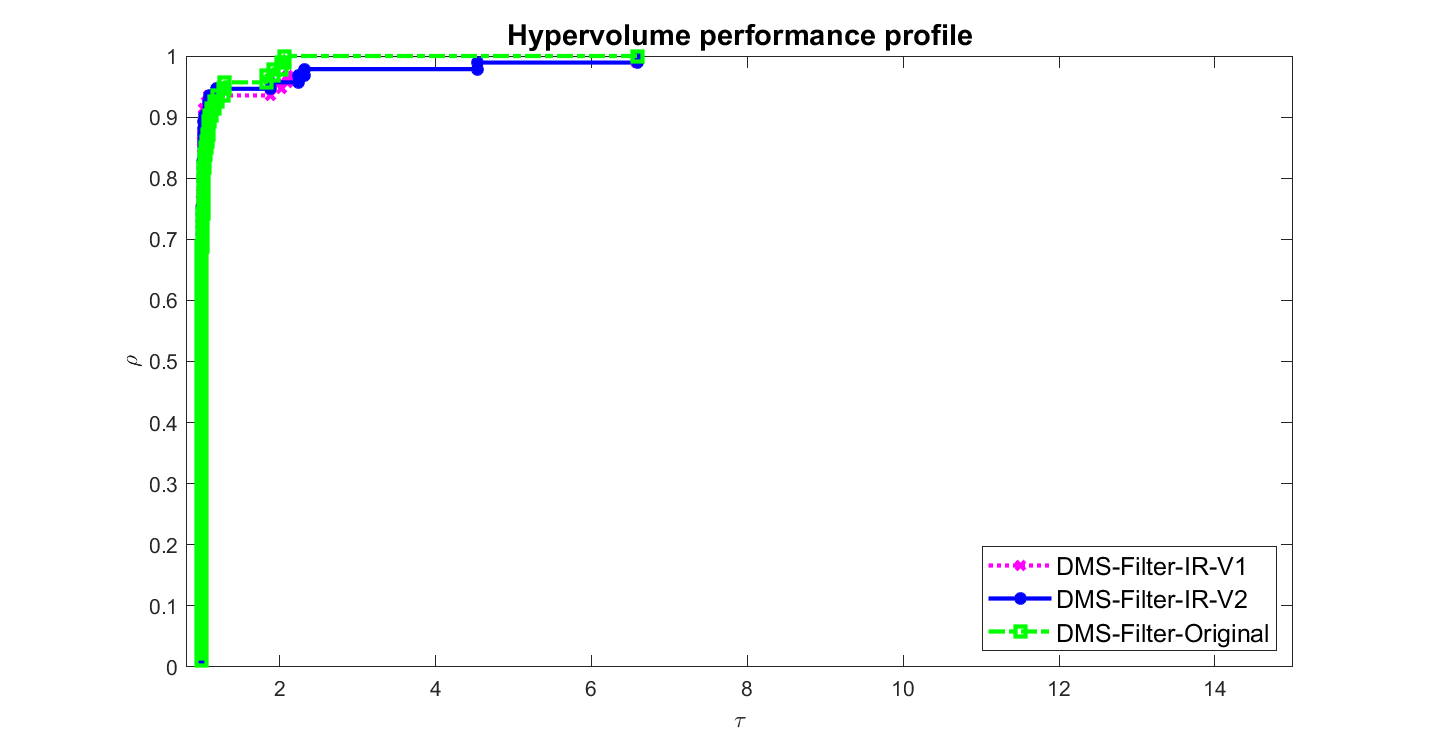 Hypervolume performance profile
1
0.9
0.8
0.7
0.6
0.5
0.4
0.3
0.2
0.1
0
ρ
2 4 6 8 10 12 14
τ
DMS-Filter-IR-V1
DMS-Filter-IR-V2
DMS-Filter-Original